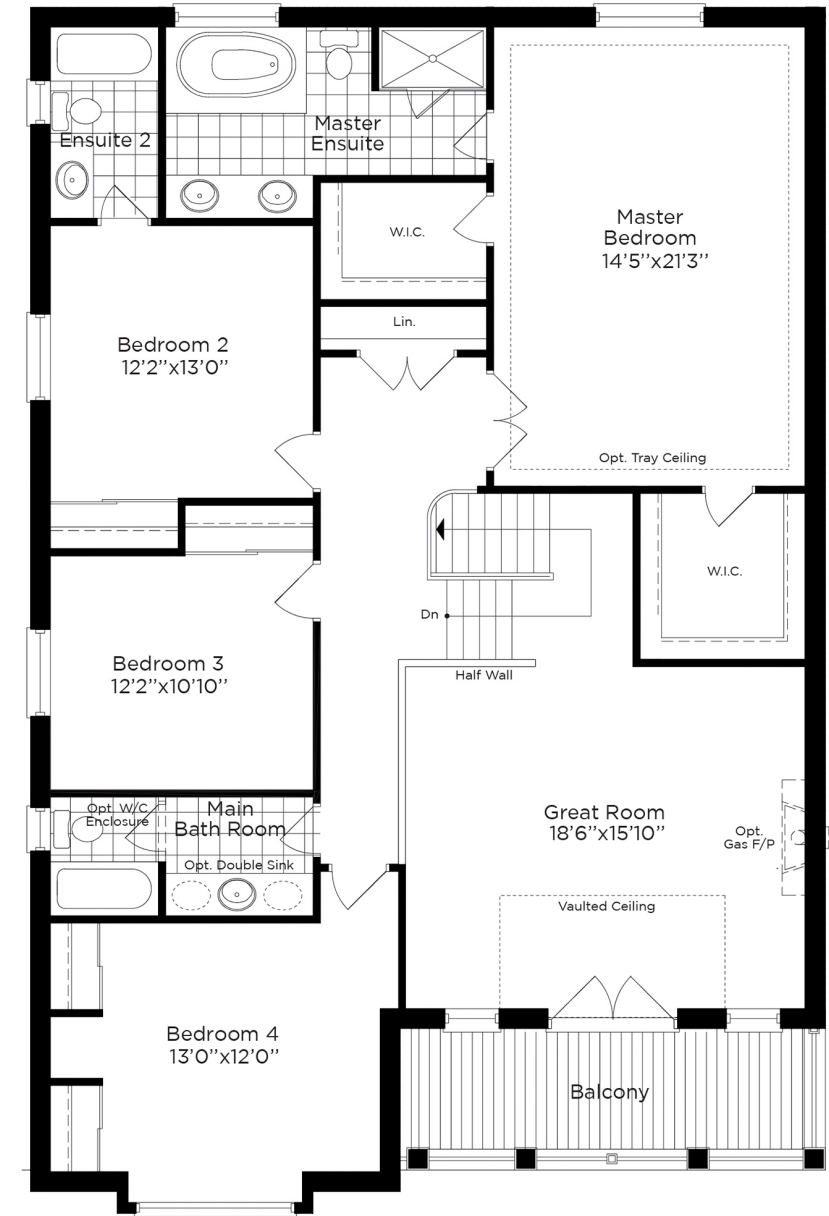 Ensuite 2
Master
Ensuite
W.I.C.
Master
Bedroom
14'5''x21'3''
Lin.
Bedroom 2
12'2''x13'0''
Opt. Tray Ceiling
W.I.C.
Dn
Half Wall
Bedroom 3
12'2''x10'10''
Opt. W/C
Enclosure
Main
Bath Room
Opt. Double Sink
Great Room
18'6''x15'10''
Opt.
Gas F/P
Vaulted Ceiling
Bedroom 4
13'0''x12'0''
Balcony